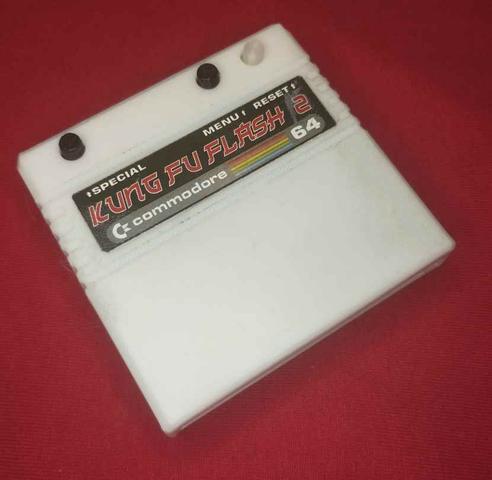 SPECIAL MENU RESET
KUNG FU FLASH 2
commodore 64